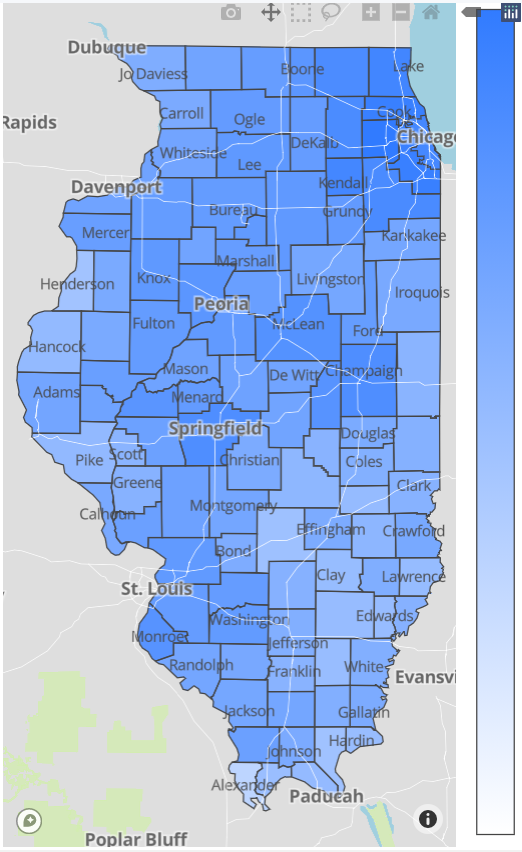 Dubuque
Jo Daviess
Boone
Lake
Carroll
Ogle
Cook
Rapids
DeKalb
Chicago
Whiteside
Lee
Davenport
Kendall
Bureau
Grundy
Mercer
Kankakee
Marshall
Henderson
Knox
Livingston
Iroquois
Peoria
Fulton
McLean
Ford
Hancock
Mason
De Witt
Champaign
Adams
Menard
Springfield
Douglas
Pike
Scott
Christian
Coles
Greene
Clark
Calhoun
Montgomery
Effingham
Crawford
Bond
Clay
Lawrence
St. Louis
Washington
Edwards
Monroe
Jefferson
Randolph
Franklin
White
Evansvi
Jackson
Gallatin
Hardin
Johnson
Alexander
Paducah
Poplar Bluff